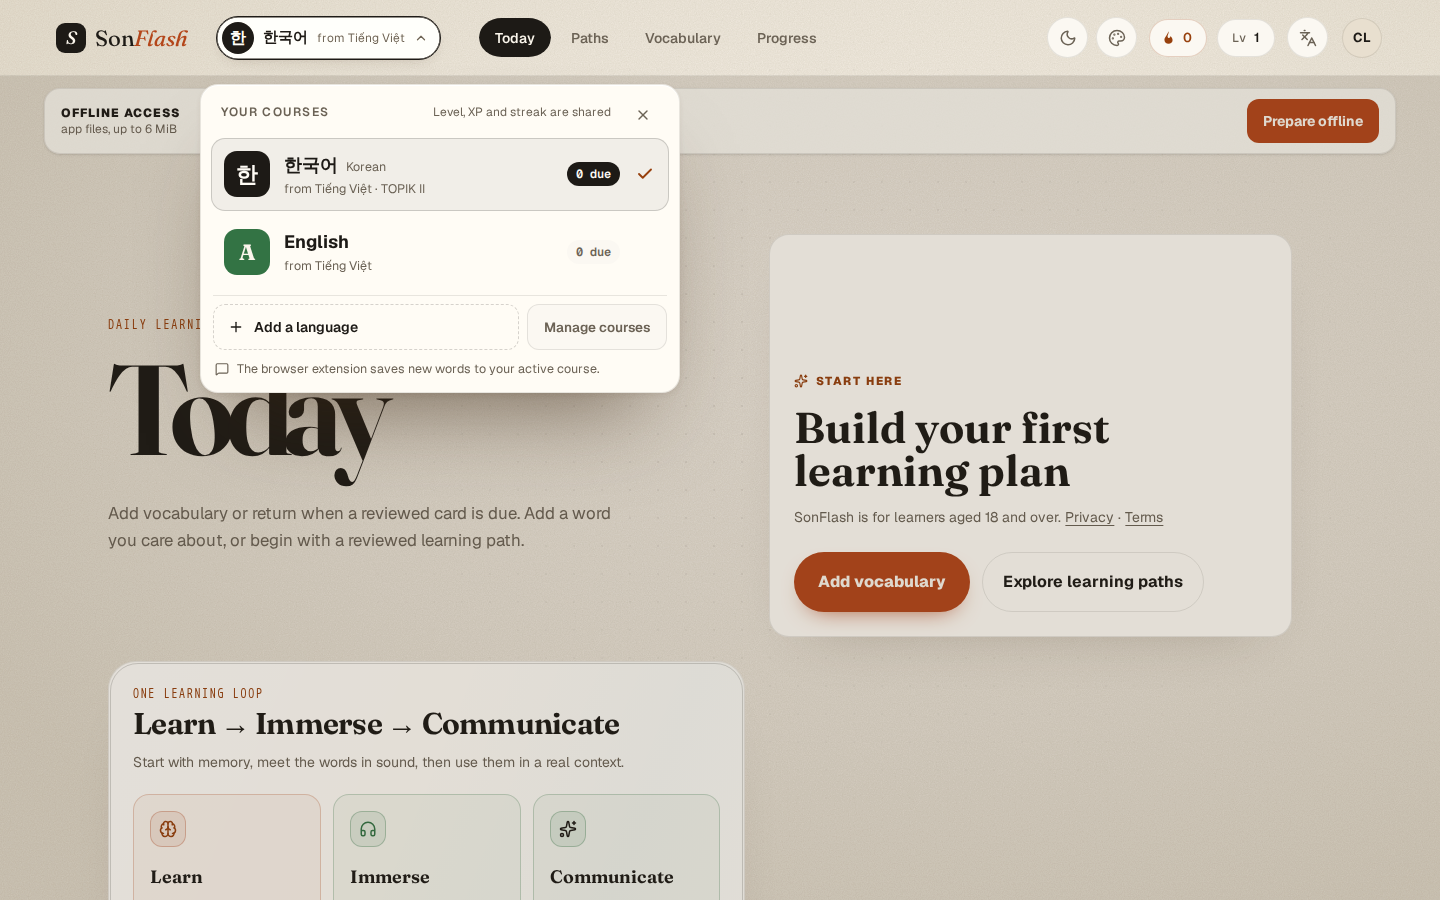 S SonFlash
한 한국어 from Tiếng Việt
Today Paths Vocabulary Progress
0
Lv 1
CL
OFFLINE ACCESS
app files, up to 6 MiB
Prepare offline
YOUR COURSES
Level, XP and streak are shared
한 한국어 Korean
from Tiếng Việt · TOPIK II
0 due
A English
from Tiếng Việt
0 due
Add a language
Manage courses
The browser extension saves new words to your active course.
DAILY LEARNI
Today
Add vocabulary or return when a reviewed card is due. Add a word
you care about, or begin with a reviewed learning path.
START HERE
Build your first
learning plan
SonFlash is for learners aged 18 and over. Privacy · Terms
Add vocabulary
Explore learning paths
ONE LEARNING LOOP
Learn → Immerse → Communicate
Start with memory, meet the words in sound, then use them in a real context.
Learn
Immerse
Communicate